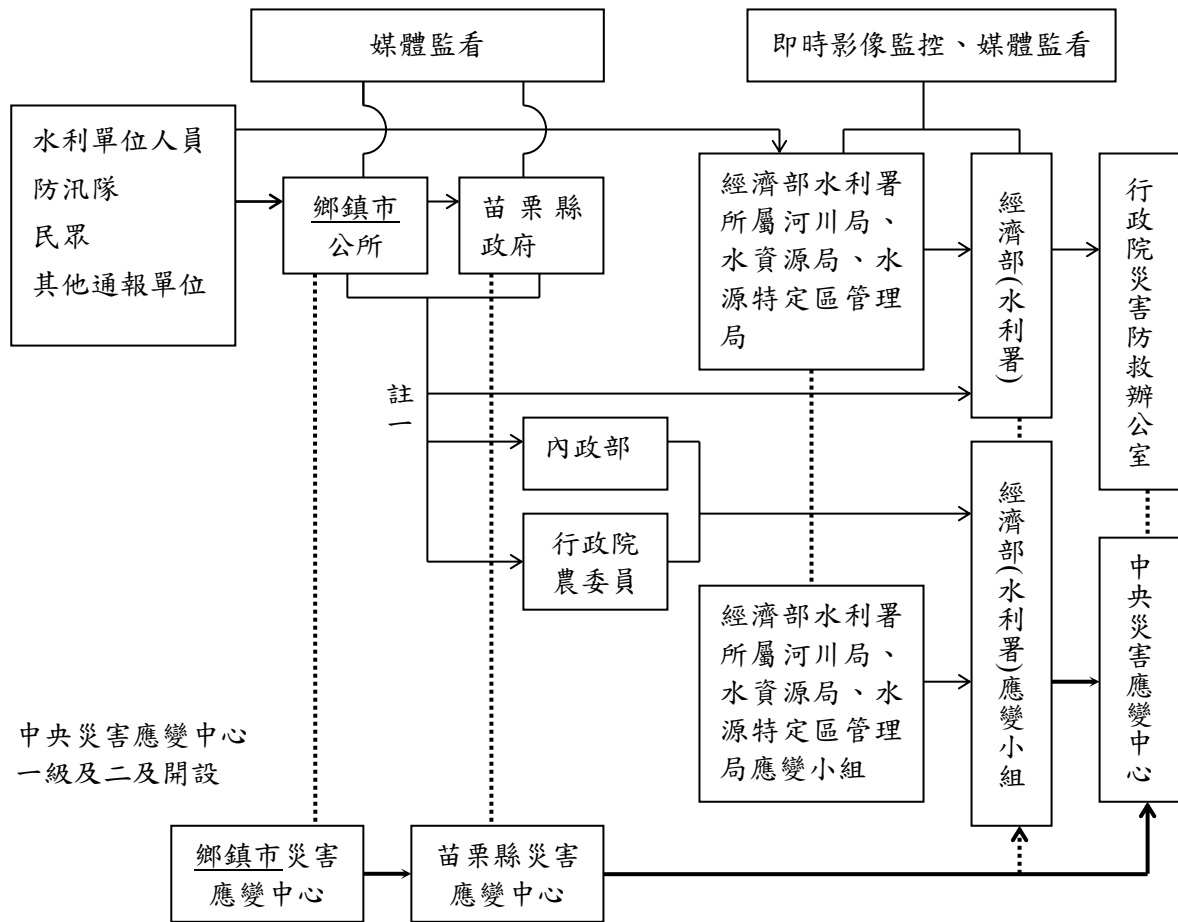 媒體監看
即時影像監控、媒體監看
水利單位人員
防汛隊
民眾
其他通報單位
鄉鎮市
公所
苗栗縣
政府
經濟部水利署
所屬河川局、
水資源局、水
源特定區管理
局
經濟部(水利署)
行政院災害防救辦公室
註一
內政部
行政院
農委員
經濟部水利署
所屬河川局、
水資源局、水
源特定區管理
局應變小組
經濟部(水利署)應變小組
中央災害應變中心
中央災害應變中心
一級及二及開設
鄉鎮市災害
應變中心
苗栗縣災害
應變中心